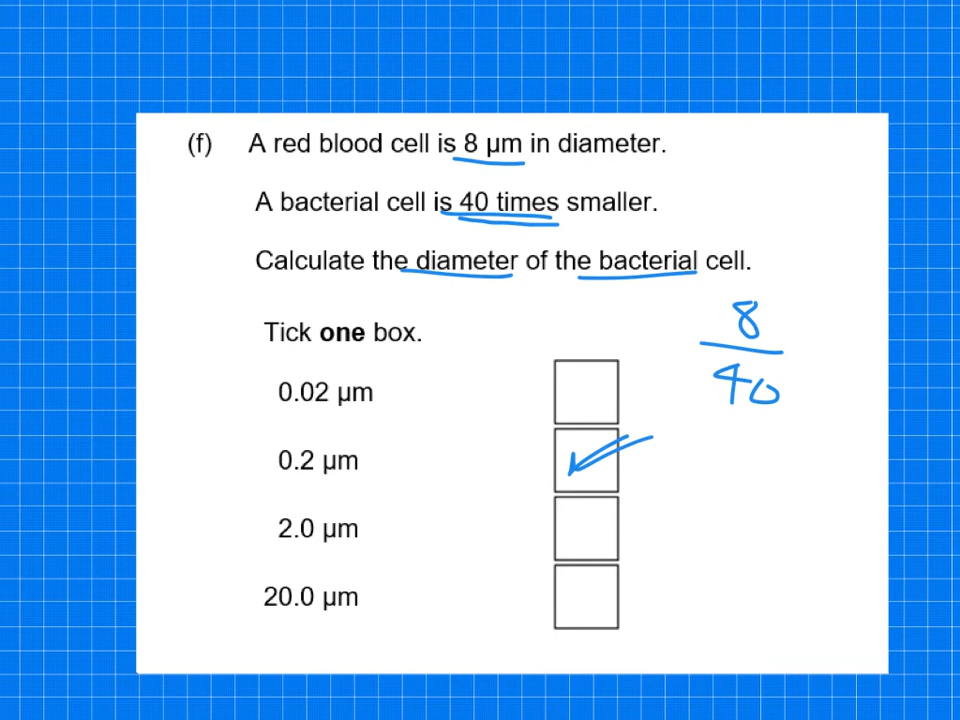 (f) A red blood cell is 8 µm in diameter.
A bacterial cell is 40 times smaller.
Calculate the diameter of the bacterial cell.
Tick one box.
8
40
0.02 µm
0.2 µm
2.0 µm
20.0 µm